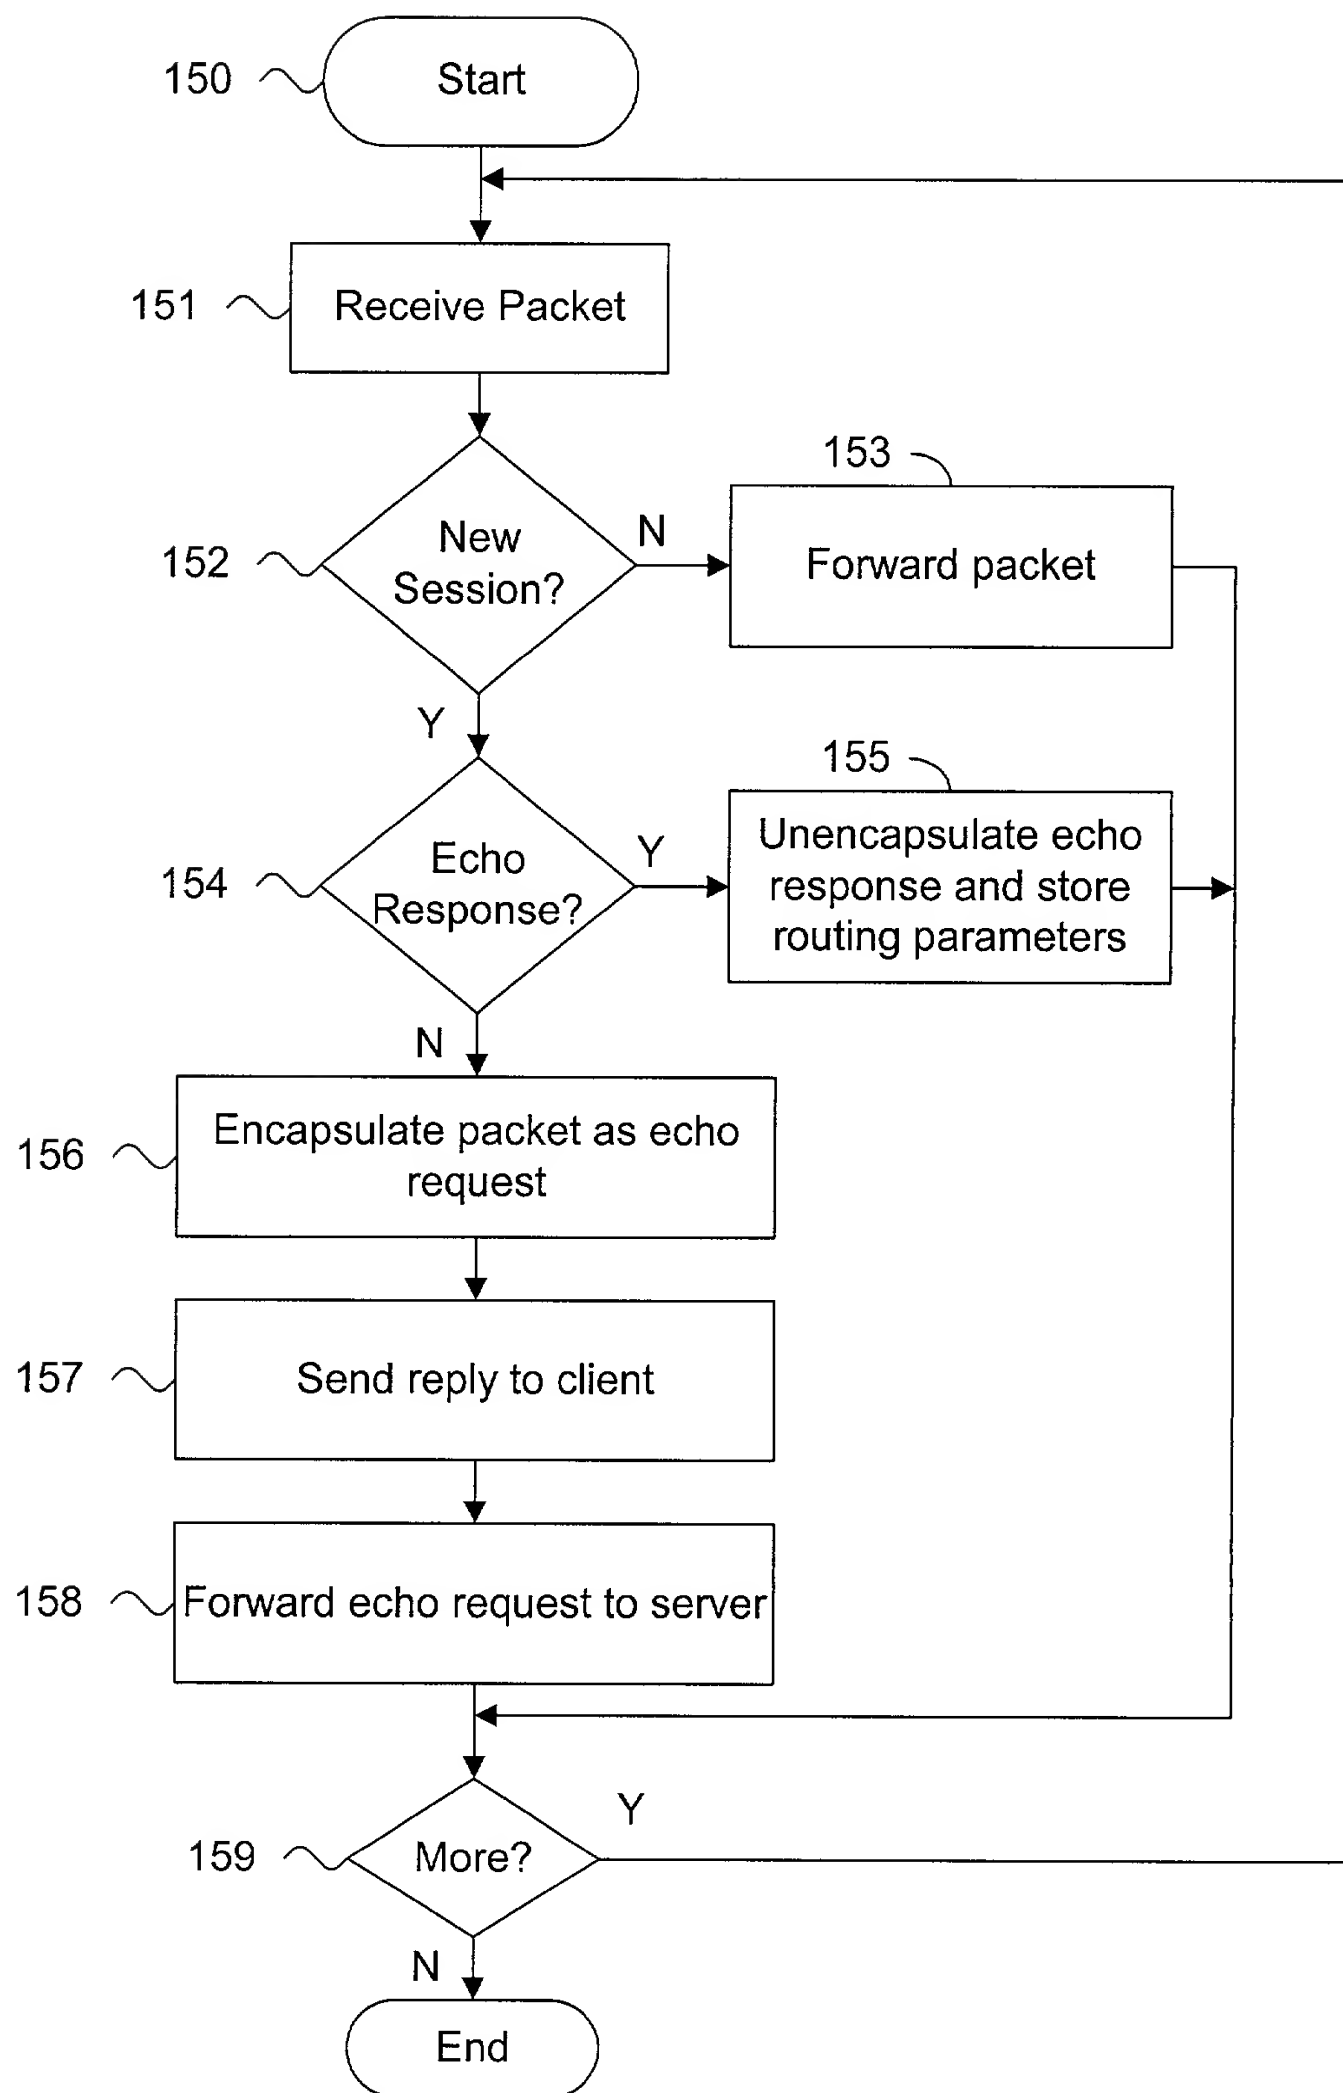 150
Start
151
Receive Packet
152
New
Session?
N
153
Forward packet
Y
154
Echo
Response?
Y
155
Unencapsulate echo
response and store
routing parameters
N
156
Encapsulate packet as echo
request
157
Send reply to client
158
Forward echo request to server
159
More?
Y
N
End